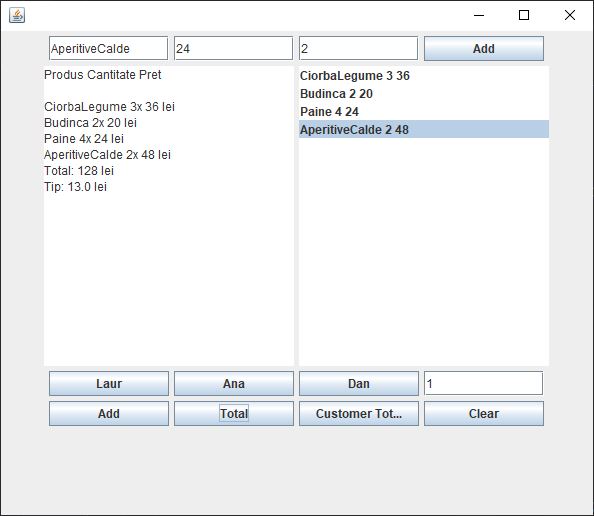 AperitiveCalde 24 2 Add
Produs Cantitate Pret
CiorbaLegume 3x 36 lei
Budinca 2x 20 lei
Paine 4x 24 lei
AperitiveCalde 2x 48 lei
Total: 128 lei
Tip: 13.0 lei
CiorbaLegume 3 36
Budinca 2 20
Paine 4 24
AperitiveCalde 2 48
Laur Ana Dan 1
Add Total Customer Tot... Clear